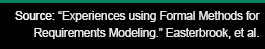 Source: “Experiences using Formal Methods for
Requirements Modeling.” Easterbrook, et al.